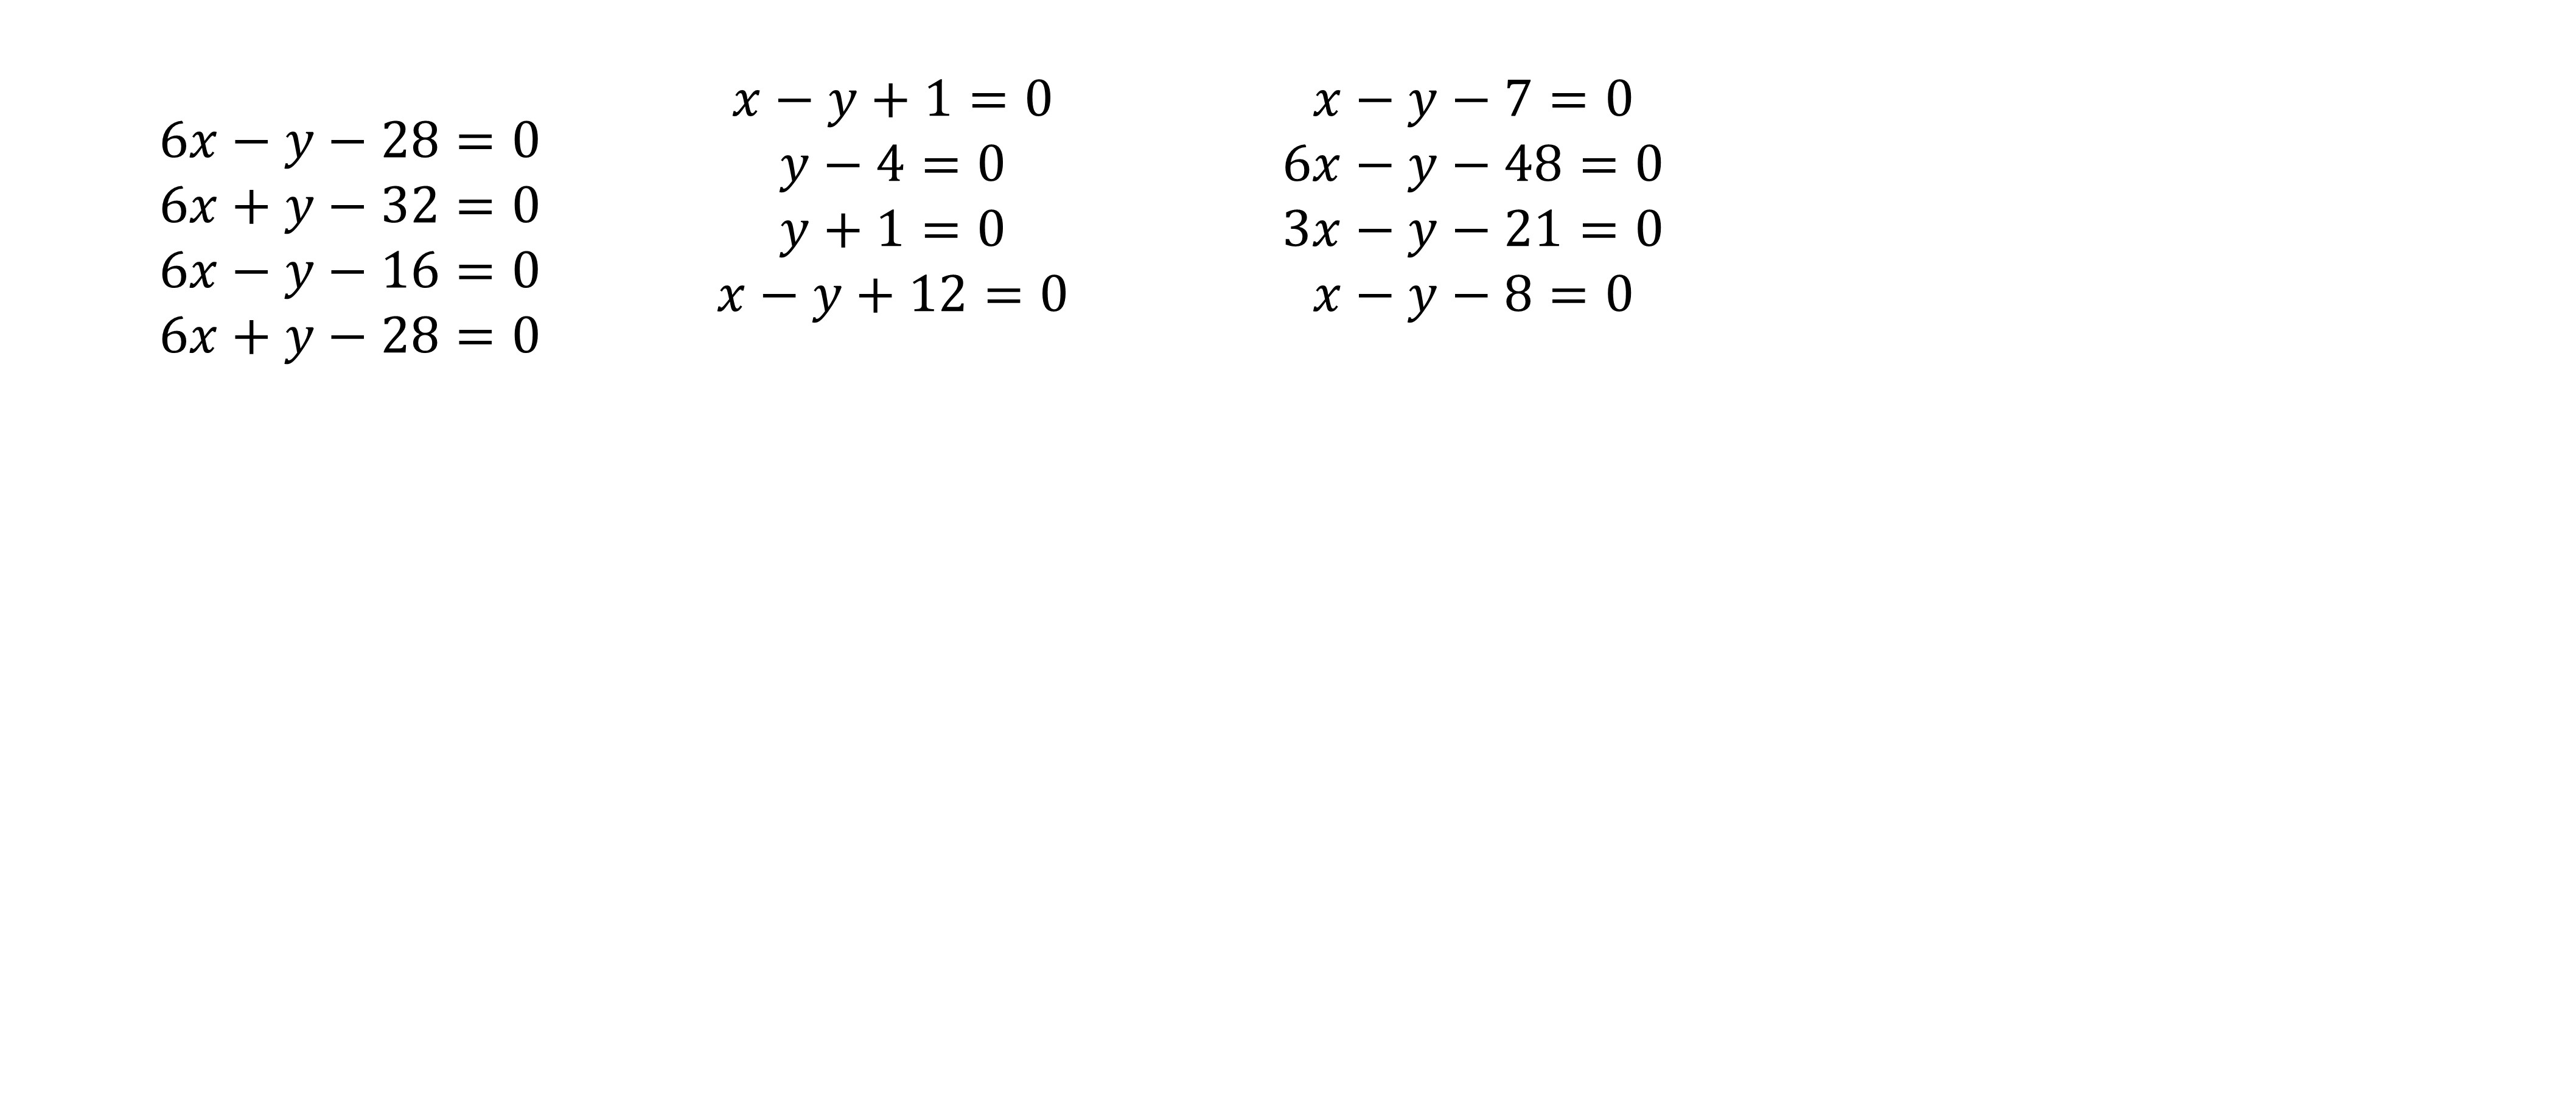 6x − y − 28 = 0
6x + y − 32 = 0
6x − y − 16 = 0
6x + y − 28 = 0
x − y + 1 = 0
y − 4 = 0
y + 1 = 0
x − y + 12 = 0
x − y − 7 = 0
6x − y − 48 = 0
3x − y − 21 = 0
x − y − 8 = 0